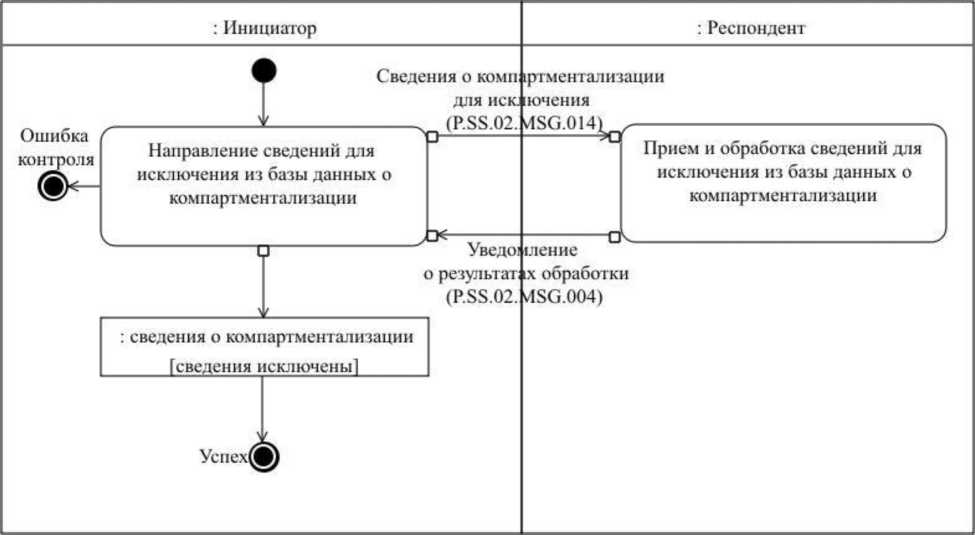 : Инициатор
: Респондент
Сведения о компартментализации
для исключения
(P.SS.02.MSG.014)
Ошибка
контроля
Направление сведений для
исключения из базы данных о
компартментализации
Прием и обработка сведений для
исключения из базы данных о
компартментализации
Уведомление
о результатах обработки
(P.SS.02.MSG.004)
: сведения о компартментализации
[сведения исключены]
Успех